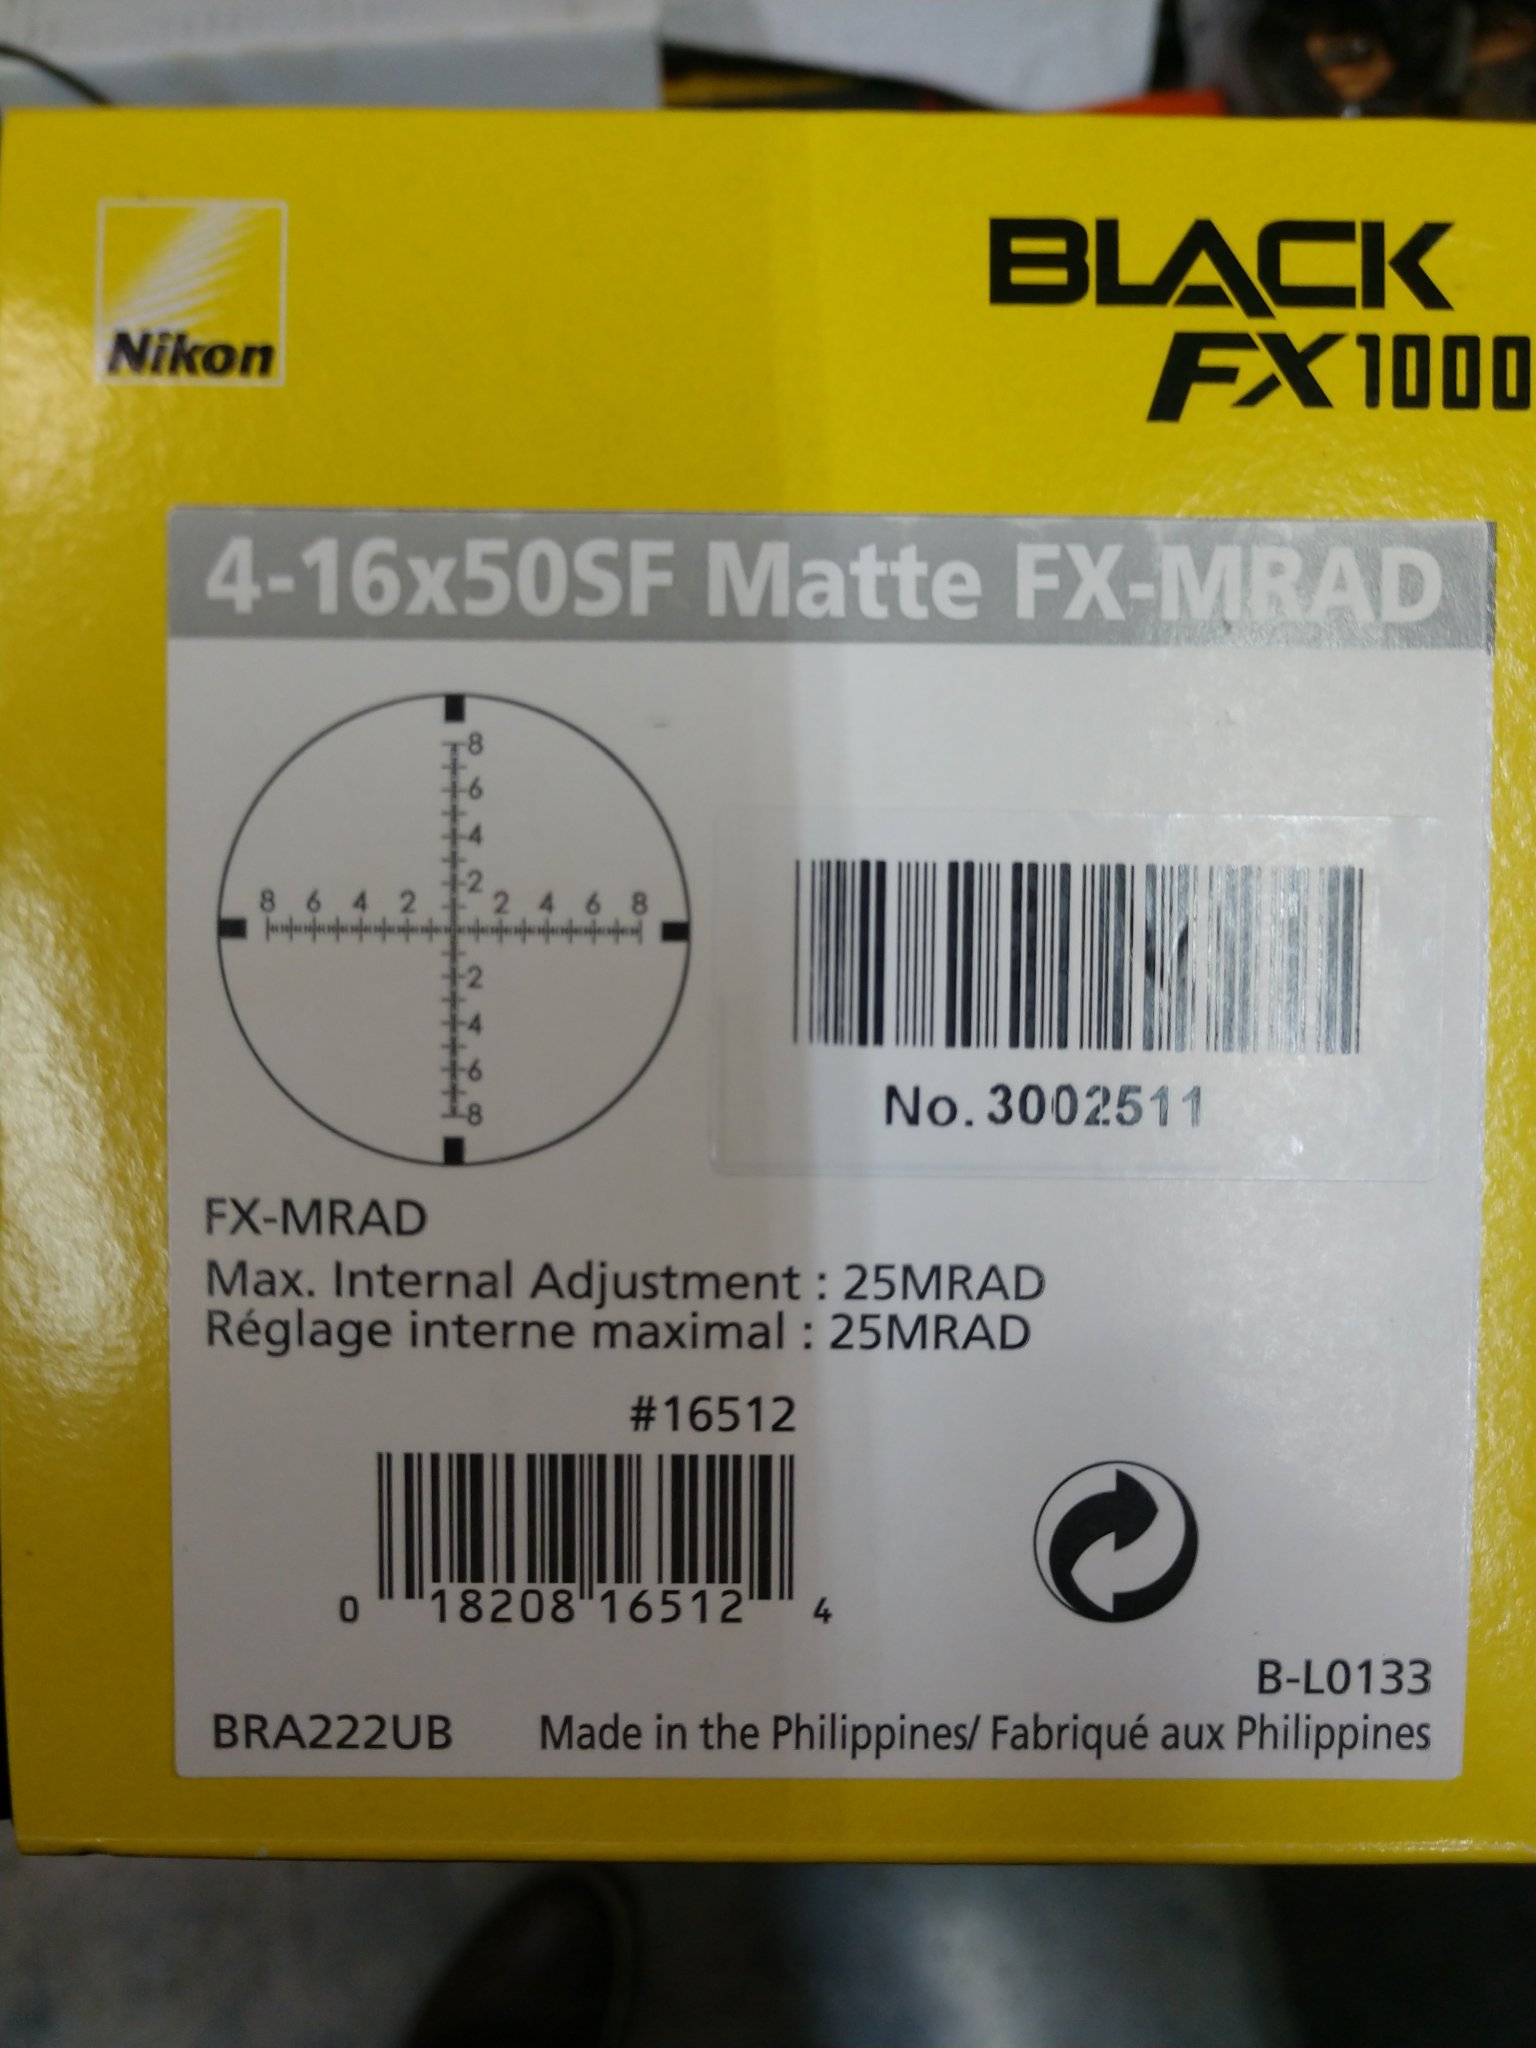 Nikon
BLACK
FX1000
4-16x50SF Matte FX-MRAD
8
6
4
2
8 6 4 2 2 4 6 8
2
4
6
8
No. 3002511
FX-MRAD
Max. Internal Adjustment : 25MRAD
Réglage interne maximal : 25MRAD
#16512
0 18208 16512 4
B-L0133
BRA222UB Made in the Philippines/ Fabriqué aux Philippines